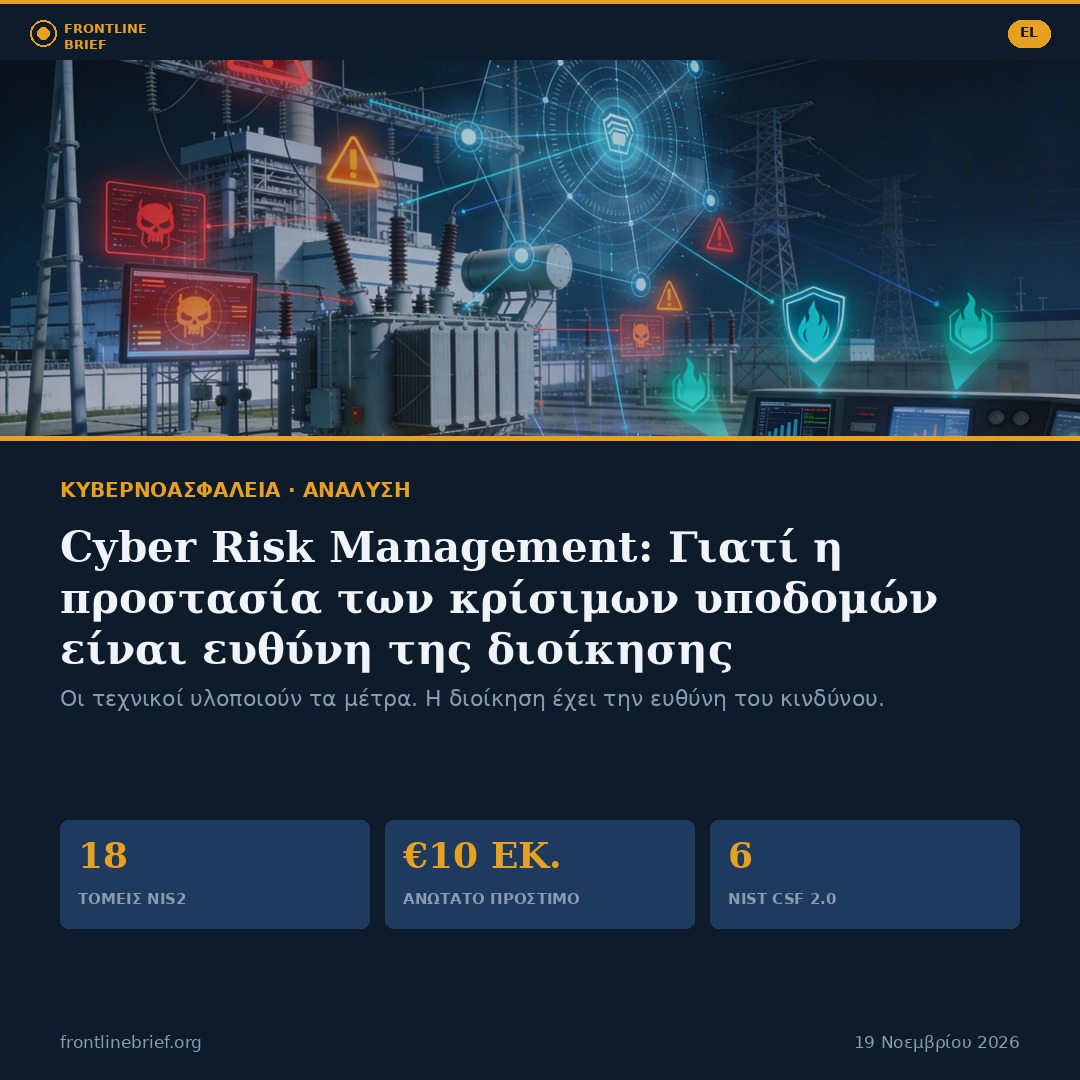 FRONTLINE
BRIEF
EL
ΚΥΒΕΡΝΟΑΣΦΑΛΕΙΑ · ΑΝΑΛΥΣΗ
Cyber Risk Management: Γιατί η
προστασία των κρίσιμων υποδομών
είναι ευθύνη της διοίκησης
Οι τεχνικοί υλοποιούν τα μέτρα. Η διοίκηση έχει την ευθύνη του κινδύνου.
18
ΤΟΜΕΙΣ NIS2
€10 ΕΚ.
ΑΝΩΤΑΤΟ ΠΡΟΣΤΙΜΟ
6
NIST CSF 2.0
frontlinebrief.org
19 Νοεμβρίου 2026